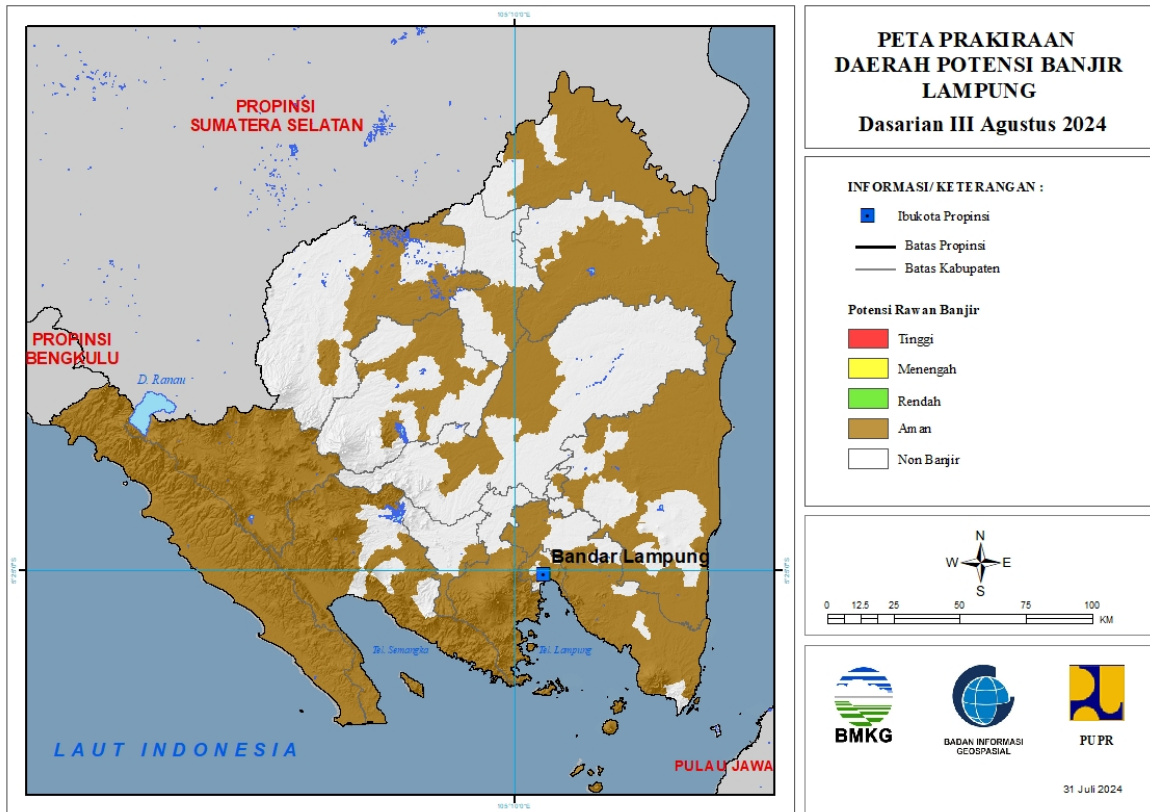 PETA PRAKIRAAN
DAERAH POTENSI BANJIR
LAMPUNG
Dasarian III Agustus 2024
INFORMASI/ KETERANGAN :
Ibukota Propinsi
Batas Propinsi
Batas Kabupaten
Potensi Rawan Banjir
Tinggi
Menengah
Rendah
Aman
Non Banjir
N
W E
S
0 12.5 25 50 75 100
KM
BMKG
BADAN INFORMASI
GEOSPASIAL
PUPR
31 Juli 2024
PROPINSI
SUMATERA SELATAN
PROPINSI
BENGKULU
D. Ranau
Bandar Lampung
Tel. Semangka
Tel. Lampung
LAUT INDONESIA
PULAU JAWA